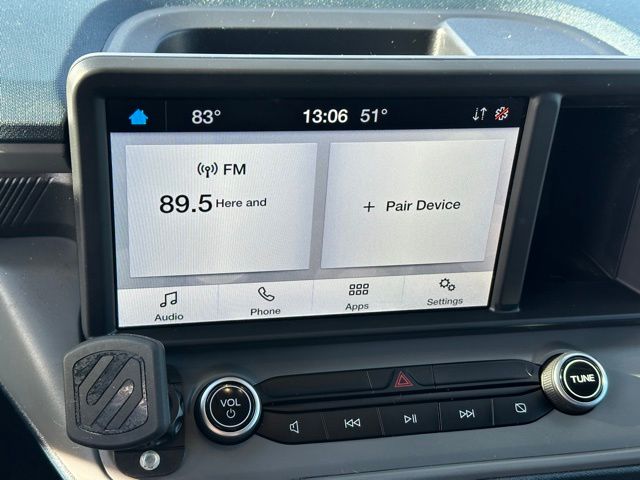 83° 13:06 51°
FM
89.5 Here and
+ Pair Device
Audio Phone Apps Settings
VOL
TUNE